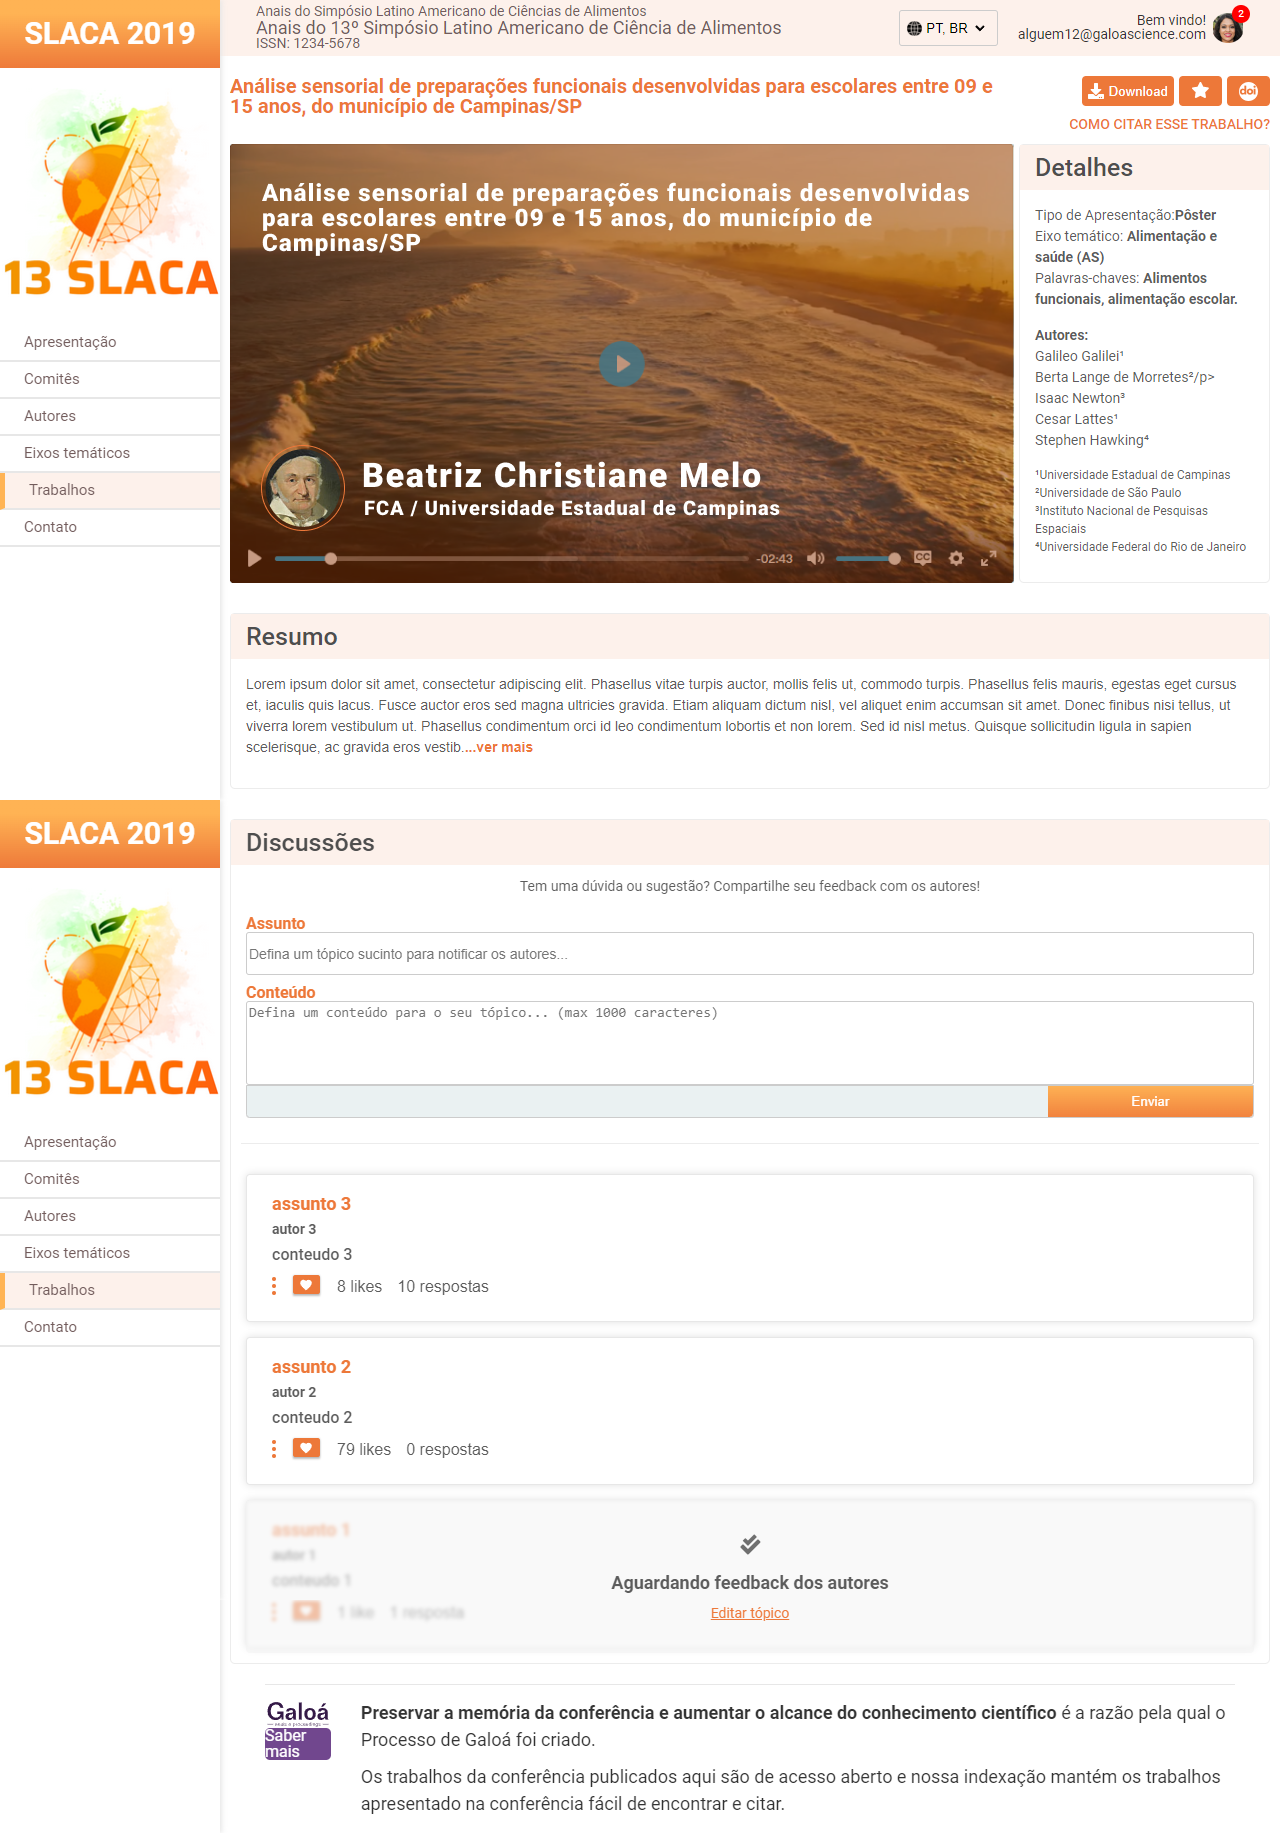 SLACA 2019
13 SLACA
Apresentação
Comitês
Autores
Eixos temáticos
Trabalhos
Contato
SLACA 2019
13 SLACA
Apresentação
Comitês
Autores
Eixos temáticos
Trabalhos
Contato
Anais do Simpósio Latino Americano de Ciências de Alimentos
Anais do 13º Simpósio Latino Americano de Ciência de Alimentos
ISSN: 1234-5678
PT, BR
Bem vindo!
alguem12@galoascience.com
2
Análise sensorial de preparações funcionais desenvolvidas para escolares entre 09 e
15 anos, do município de Campinas/SP
Download
doi
COMO CITAR ESSE TRABALHO?
Análise sensorial de preparações funcionais desenvolvidas
para escolares entre 09 e 15 anos, do município de
Campinas/SP
Beatriz Christiane Melo
FCA / Universidade Estadual de Campinas
-02:43
CC
Detalhes
Tipo de Apresentação:Pôster
Eixo temático: Alimentação e
saúde (AS)
Palavras-chaves: Alimentos
funcionais, alimentação escolar.
Autores:
Galileo Galilei¹
Berta Lange de Morretes²/p>
Isaac Newton³
Cesar Lattes¹
Stephen Hawking⁴
¹Universidade Estadual de Campinas
²Universidade de São Paulo
³Instituto Nacional de Pesquisas
Espaciais
⁴Universidade Federal do Rio de Janeiro
Resumo
Lorem ipsum dolor sit amet, consectetur adipiscing elit. Phasellus vitae turpis auctor, mollis felis ut, commodo turpis. Phasellus felis mauris, egestas eget cursus
et, iaculis quis lacus. Fusce auctor eros sed magna ultricies gravida. Etiam aliquam dictum nisl, vel aliquet enim accumsan sit amet. Donec finibus nisi tellus, ut
viverra lorem vestibulum ut. Phasellus condimentum orci id leo condimentum lobortis et non lorem. Sed id nisl metus. Quisque sollicitudin ligula in sapien
scelerisque, ac gravida eros vestib....ver mais
Discussões
Tem uma dúvida ou sugestão? Compartilhe seu feedback com os autores!
Assunto
Defina um tópico sucinto para notificar os autores...
Conteúdo
Defina um conteúdo para o seu tópico... (max 1000 caracteres)
Enviar
assunto 3
autor 3
conteudo 3
8 likes 10 respostas
assunto 2
autor 2
conteudo 2
79 likes 0 respostas
assunto 1
autor 1
conteudo 1
1 like 1 resposta
Aguardando feedback dos autores
Editar tópico
Galoá
Saber
mais
Preservar a memória da conferência e aumentar o alcance do conhecimento científico é a razão pela qual o
Processo de Galoá foi criado.
Os trabalhos da conferência publicados aqui são de acesso aberto e nossa indexação mantém os trabalhos
apresentado na conferência fácil de encontrar e citar.